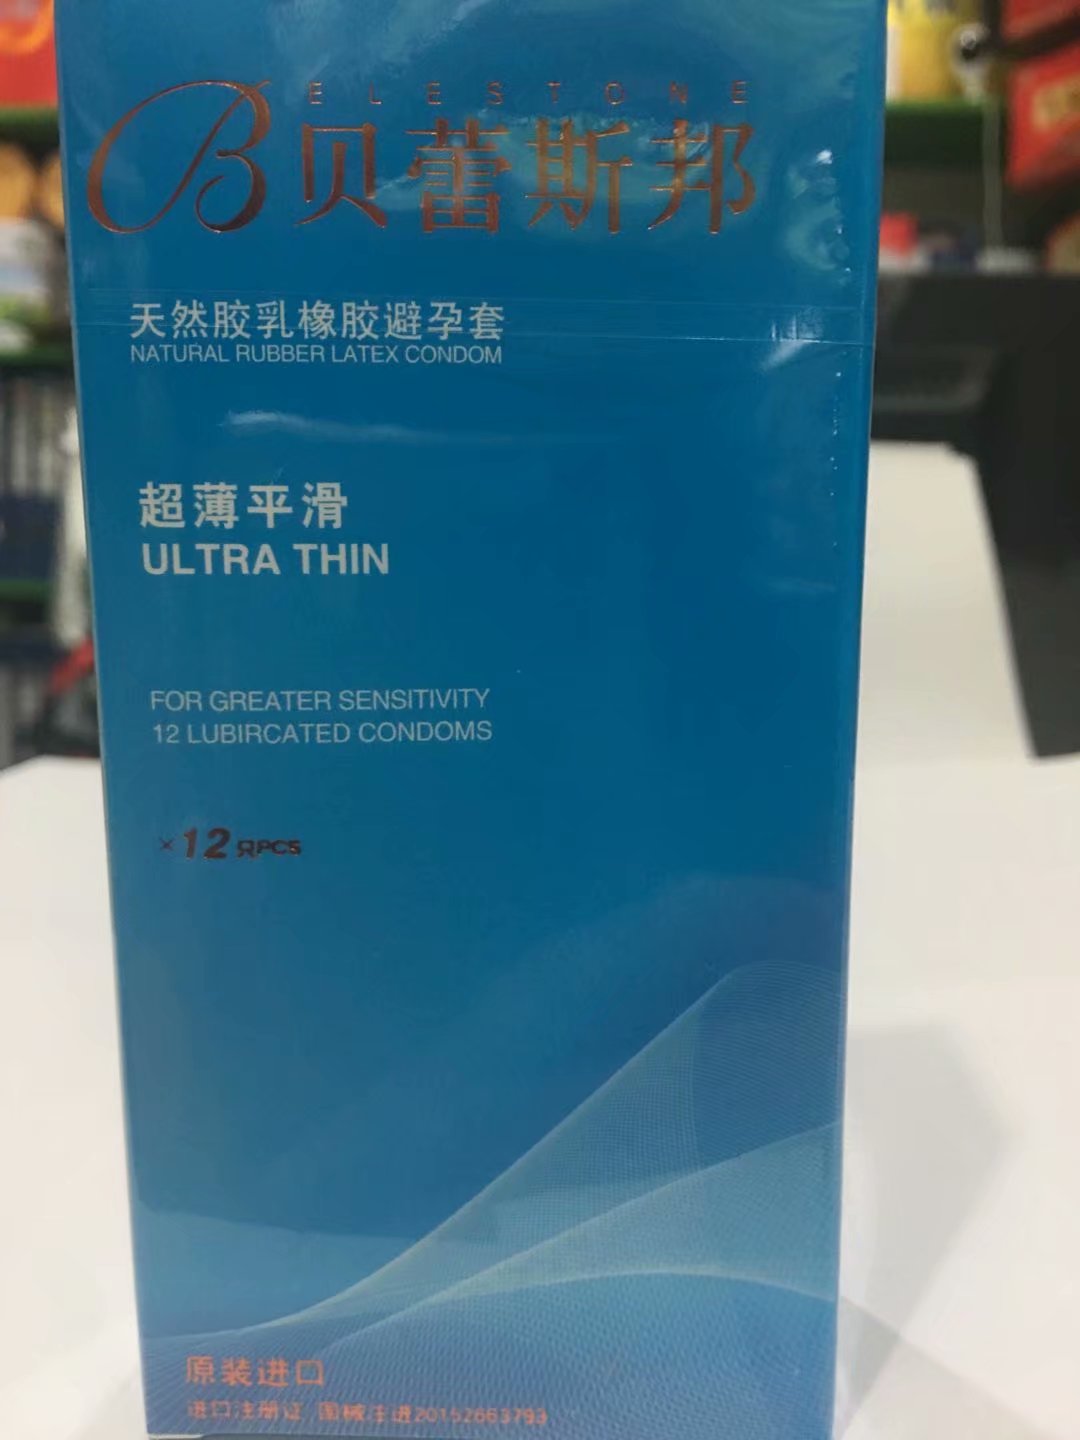 BELESTONE
贝蕾斯邦
天然胶乳橡胶避孕套
NATURAL RUBBER LATEX CONDOM
超薄平滑
ULTRA THIN
FOR GREATER SENSITIVITY
12 LUBIRCATED CONDOMS
×12只PCS
原装进口
进口注册证 国械注进20152663793